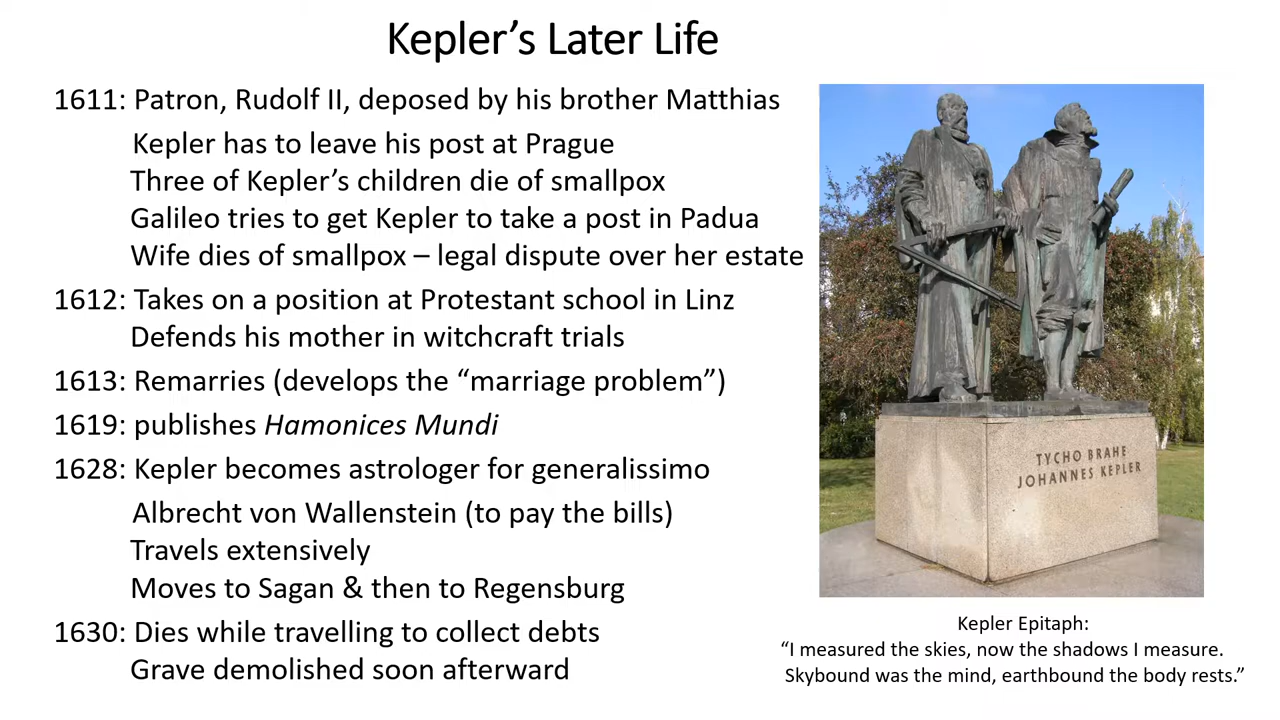 Kepler’s Later Life
1611: Patron, Rudolf II, deposed by his brother Matthias
Kepler has to leave his post at Prague
Three of Kepler’s children die of smallpox
Galileo tries to get Kepler to take a post in Padua
Wife dies of smallpox – legal dispute over her estate
1612: Takes on a position at Protestant school in Linz
Defends his mother in witchcraft trials
1613: Remarries (develops the “marriage problem”)
1619: publishes Hamonices Mundi
1628: Kepler becomes astrologer for generalissimo
Albrecht von Wallenstein (to pay the bills)
Travels extensively
Moves to Sagan & then to Regensburg
1630: Dies while travelling to collect debts
Grave demolished soon afterward
TYCHO BRAHE
JOHANNES KEPLER
Kepler Epitaph:
“I measured the skies, now the shadows I measure.
Skybound was the mind, earthbound the body rests.”